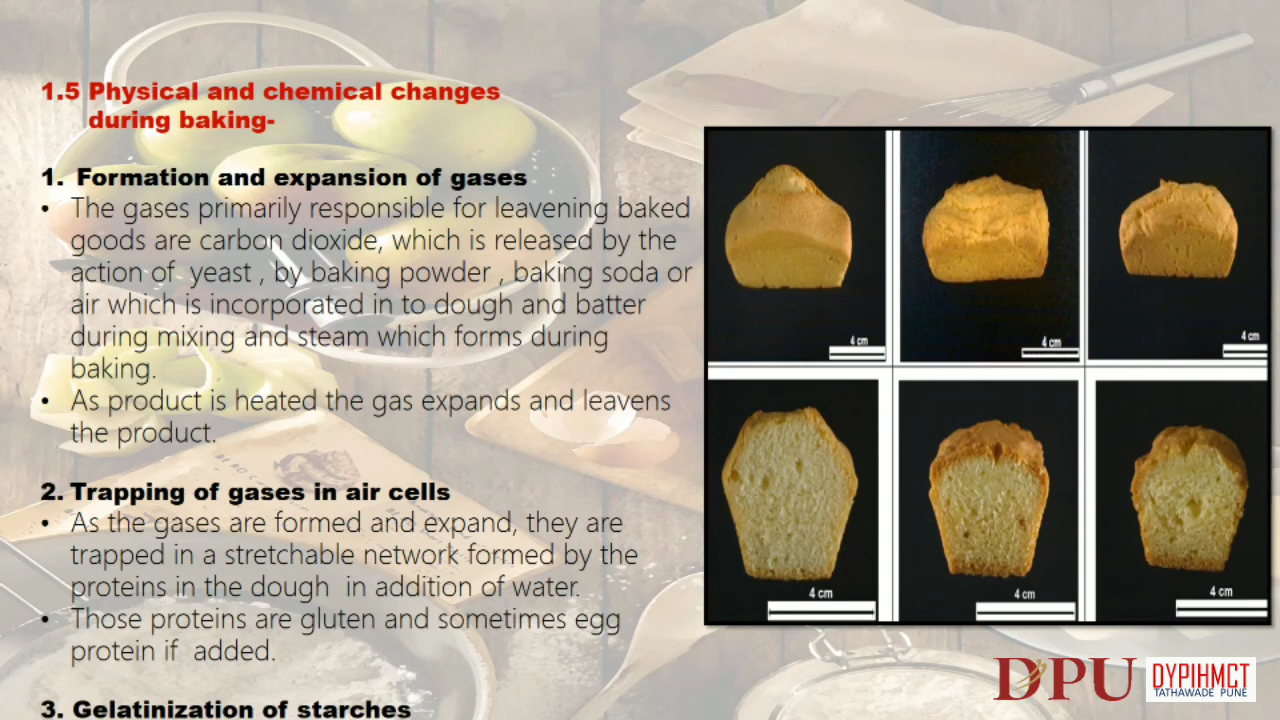 1.5 Physical and chemical changes
during baking-
1. Formation and expansion of gases
• The gases primarily responsible for leavening baked
goods are carbon dioxide, which is released by the
action of yeast , by baking powder , baking soda or
air which is incorporated in to dough and batter
during mixing and steam which forms during
baking.
• As product is heated the gas expands and leavens
the product.
2. Trapping of gases in air cells
• As the gases are formed and expand, they are
trapped in a stretchable network formed by the
proteins in the dough in addition of water.
• Those proteins are gluten and sometimes egg
protein if added.
3. Gelatinization of starches
4 cm
4 cm
4 cm
4 cm
4 cm
4 cm
DPU
DYPIHMCT
TATHAWADE PUNE